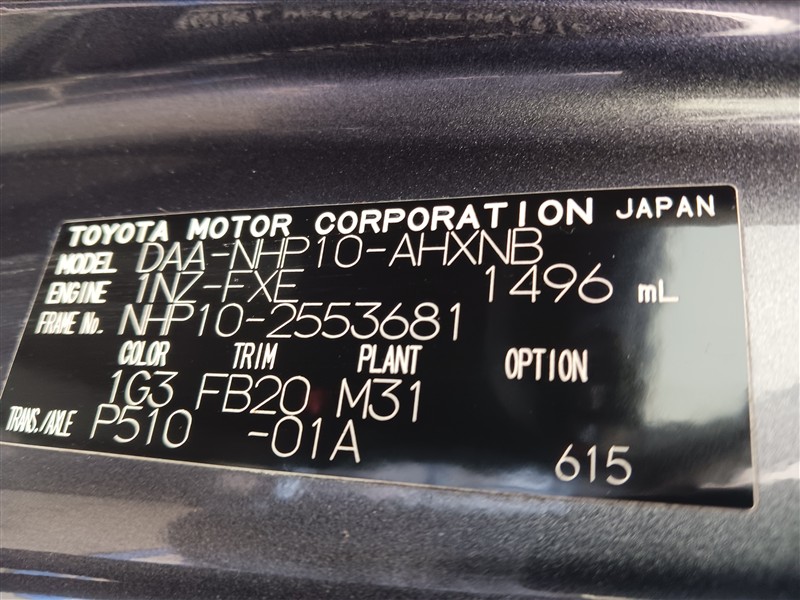 TOYOTA MOTOR CORPORATION JAPAN
MODEL DAA-NHP10-AHXNB
ENGINE 1NZ-FXE 1496 mL
FRAME No. NHP10-2553681
COLOR TRIM PLANT OPTION
1G3 FB20 M31
TRANS./AXLE P510 -01A
615